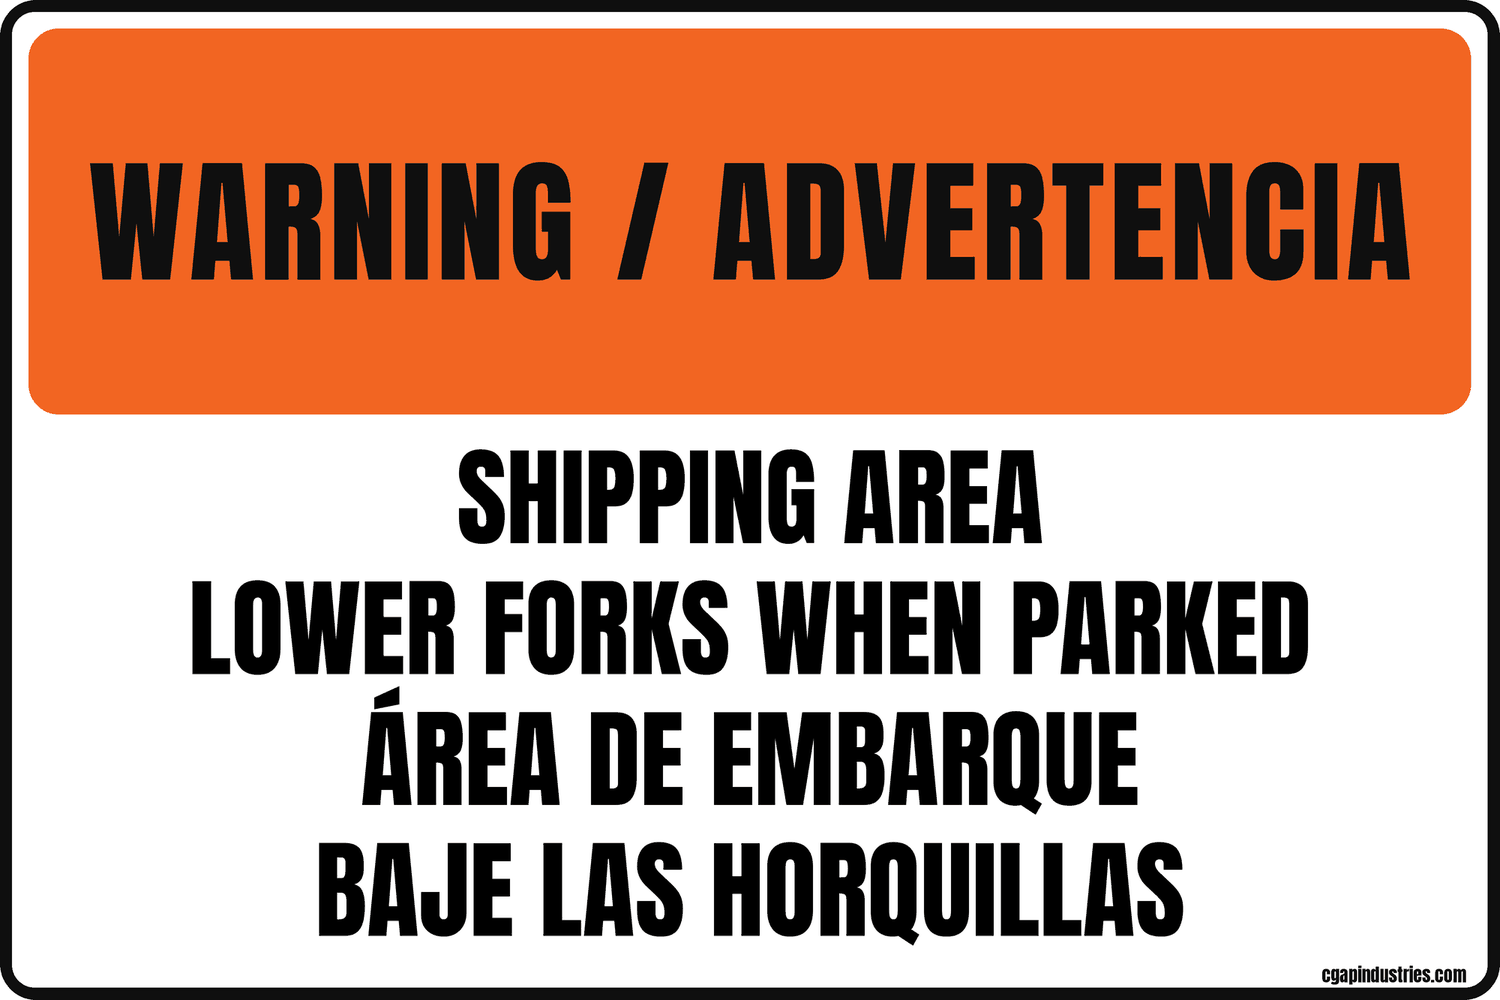 WARNING / ADVERTENCIA
SHIPPING AREA
LOWER FORKS WHEN PARKED
ÁREA DE EMBARQUE
BAJE LAS HORQUILLAS
cgapindustries.com